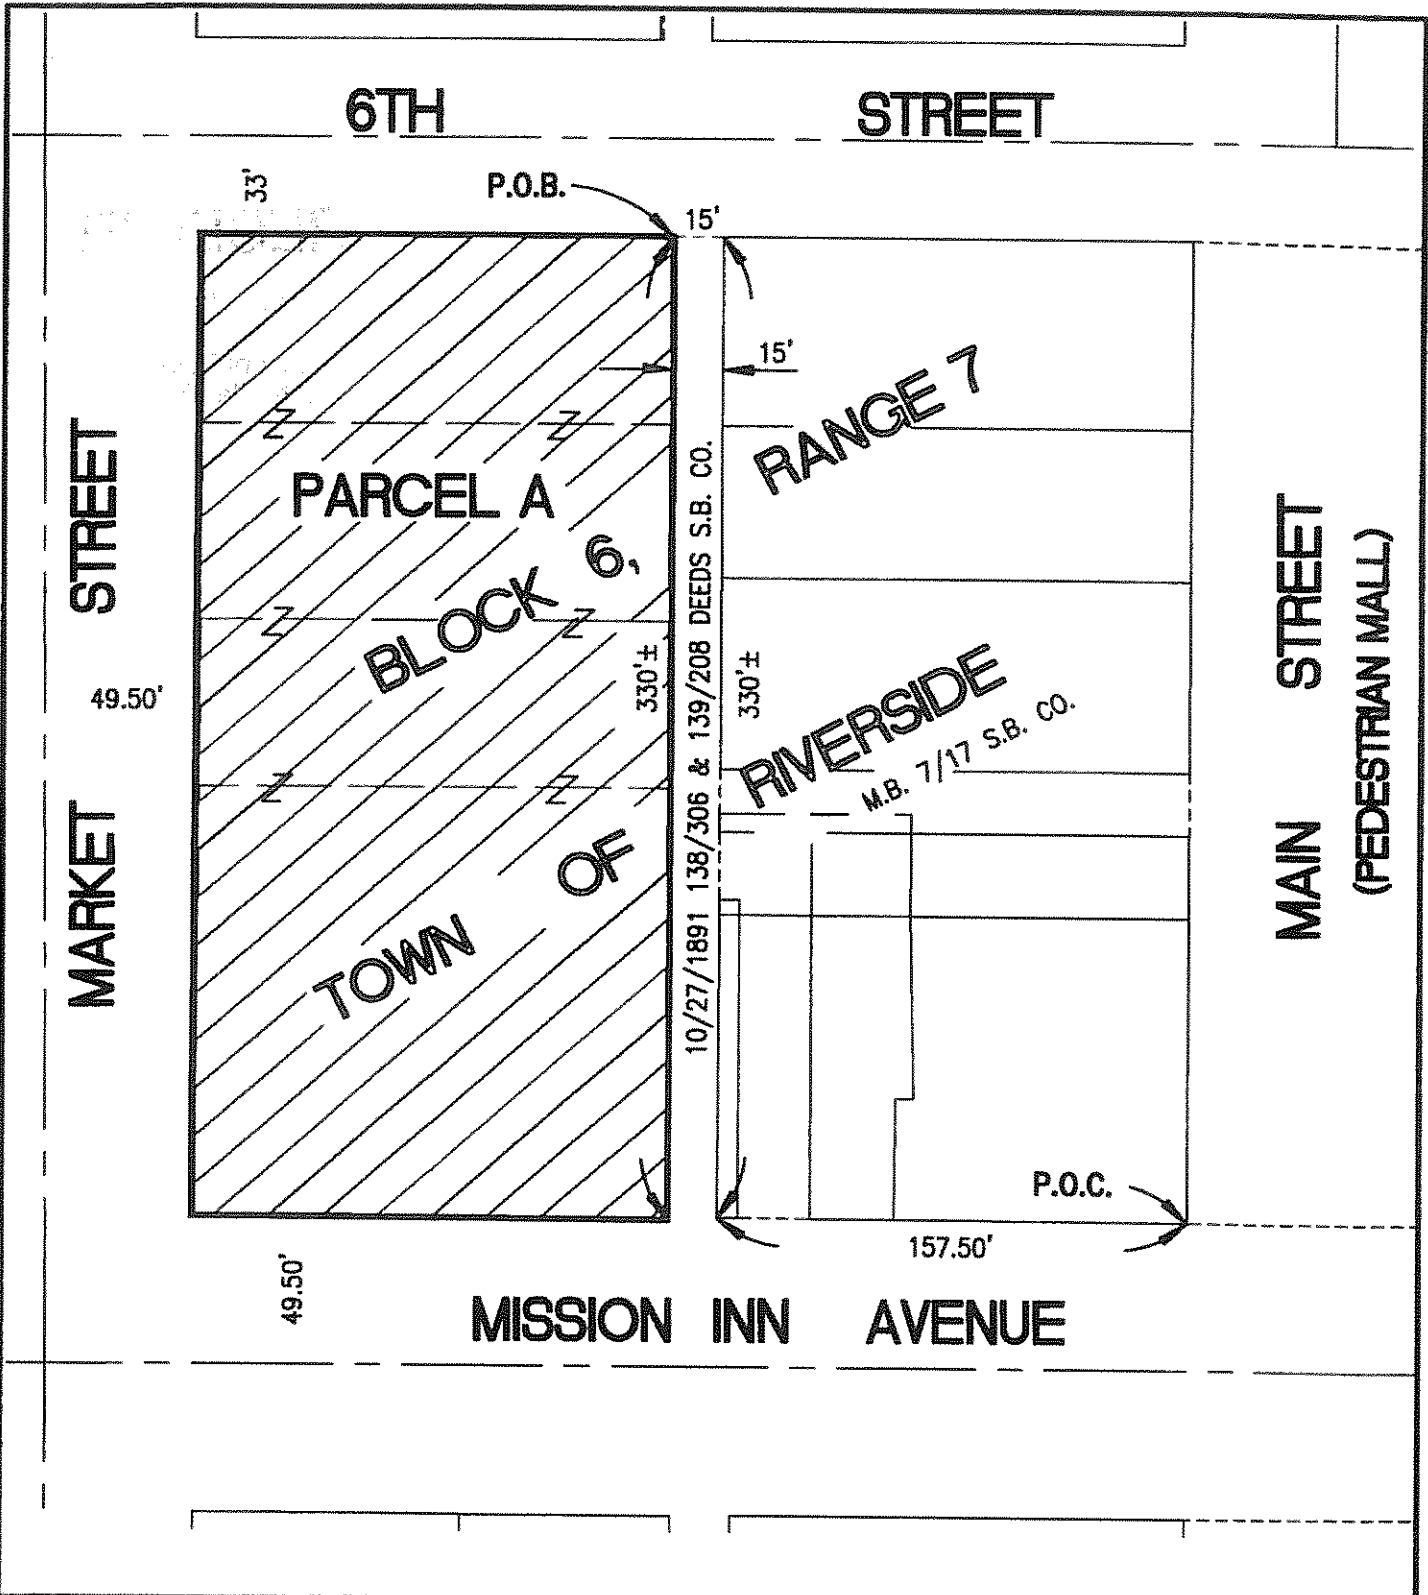 6TH STREET
33'
P.O.B.
15'
15'
RANGE 7
PARCEL A
BLOCK 6,
TOWN OF
RIVERSIDE
M.B. 7/17 S.B. CO.
330'±
10/27/1891 138/306 & 139/208 DEEDS S.B. CO.
330'±
MARKET STREET
49.50'
MAIN STREET
(PEDESTRIAN MALL)
P.O.C.
157.50'
49.50'
MISSION INN AVENUE